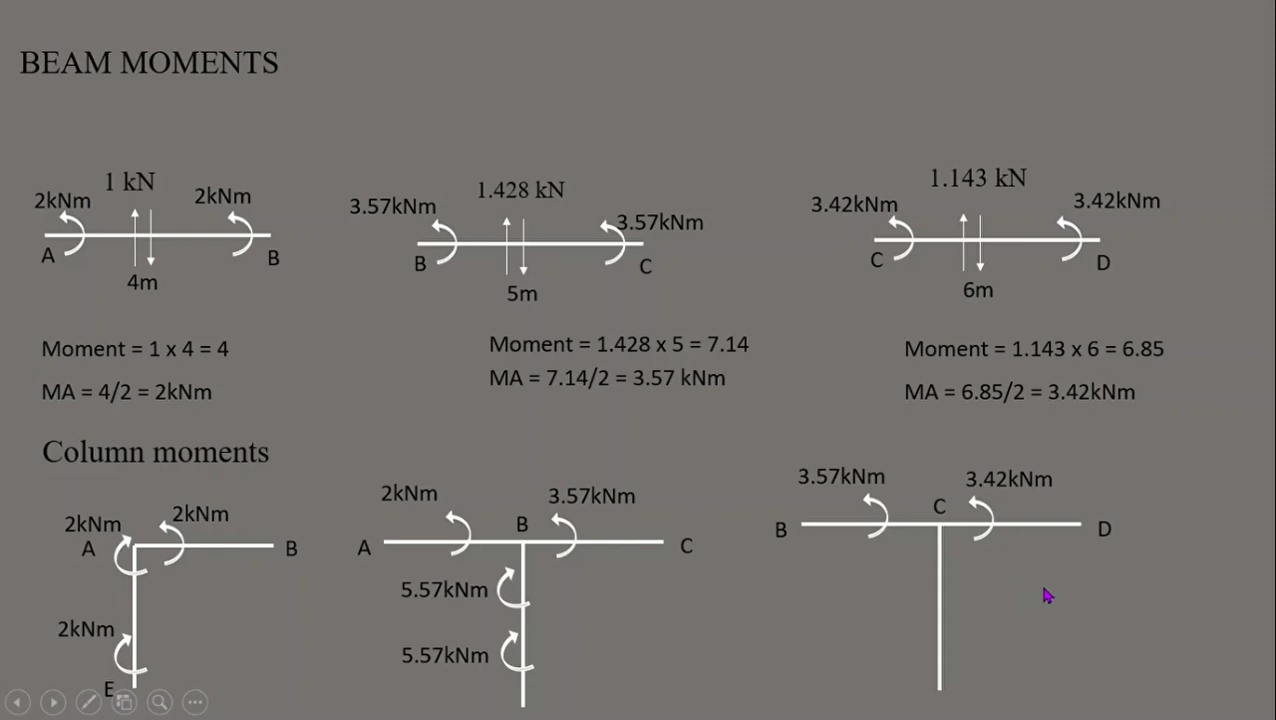 BEAM MOMENTS
2kNm 1 kN 2kNm
A B
4m
3.57kNm 1.428 kN 3.57kNm
B C
5m
3.42kNm 1.143 kN 3.42kNm
C D
6m
Moment = 1 x 4 = 4
MA = 4/2 = 2kNm
Moment = 1.428 x 5 = 7.14
MA = 7.14/2 = 3.57 kNm
Moment = 1.143 x 6 = 6.85
MA = 6.85/2 = 3.42kNm
Column moments
2kNm 2kNm
A B
2kNm
E
2kNm 3.57kNm
B
A C
5.57kNm
5.57kNm
3.57kNm 3.42kNm
C
B D